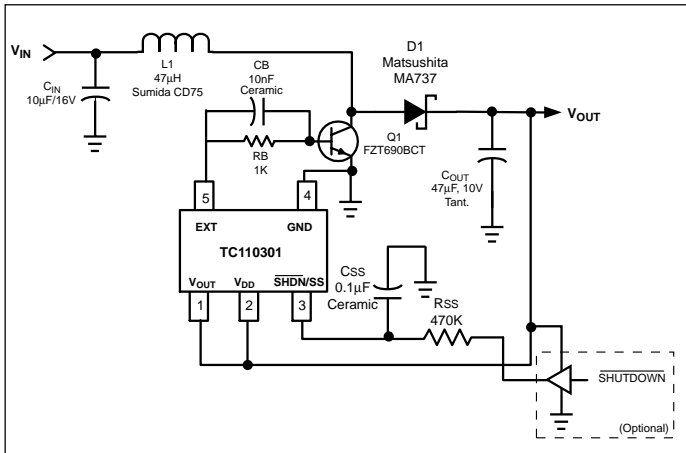 D1
Matsushita
MA737
VIN
L1
47µH
Sumida CD75
CB
10nF
Ceramic
CIN
10µF/16V
VOUT
Q1
FZT690BCT
RB
1K
COUT
47µF, 10V
Tant.
5
4
EXT
GND
TC110301
VOUT
VDD
SHDN/SS
1
2
3
CSS
0.1µF
Ceramic
RSS
470K
SHUTDOWN
(Optional)